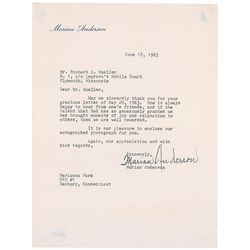 Marian Anderson
June 18, 1963
Mr. Richard A. Mueller
R. 1, c/o Legrove's Mobile Court
Plymouth, Wisconsin
Dear Mr. Mueller,
May we sincerely thank you for your
gracious letter of May 20, 1963. One is always
happy to hear from one's friends, and if the
talent that God has so generously granted us
has brought moments of joy and relaxation to
others, then we are well rewarded.
It is our pleasure to enclose our
autographed photograph for you.
Again, our appreciation and with
kind regards,
Sincerely,
Marian Anderson
Marian Anderson
Marianna Farm
RFD #1
Danbury, Connecticut